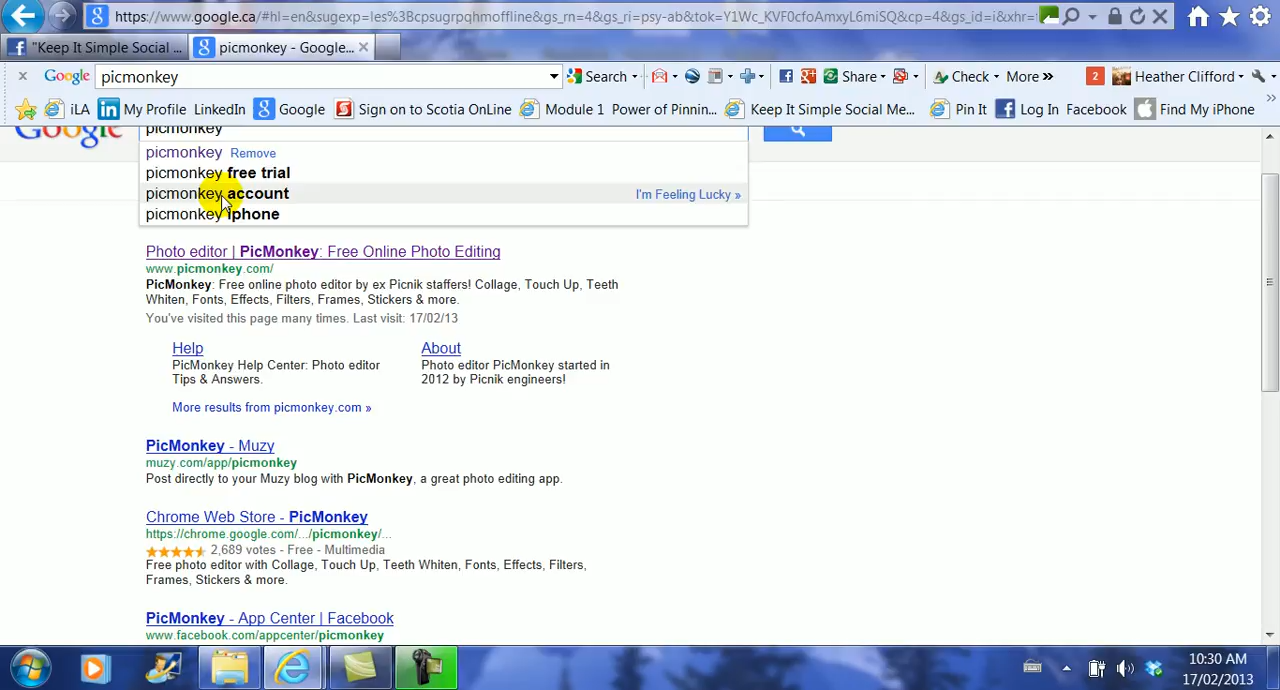 https://www.google.ca/#hl=en&sugexp=les%3Bcpsugrpqhmoffline&gs_rn=4&gs_ri=psy-ab&tok=Y1Wc_KVF0cfoAmxyL6miSQ&cp=4&gs_id=i&xhr=
"Keep It Simple Social ...
picmonkey - Google...
Google picmonkey Search Share Check More » 2 Heather Clifford
iLA My Profile LinkedIn Google Sign on to Scotia OnLine Module 1 Power of Pinnin... Keep It Simple Social Me... Pin It Log In Facebook Find My iPhone
Google picmonkey
picmonkey Remove
picmonkey free trial
picmonkey account I'm Feeling Lucky »
picmonkey iphone
Photo editor | PicMonkey: Free Online Photo Editing
www.picmonkey.com/
PicMonkey: Free online photo editor by ex Picnik staffers! Collage, Touch Up, Teeth
Whiten, Fonts, Effects, Filters, Frames, Stickers & more.
You've visited this page many times. Last visit: 17/02/13
Help
PicMonkey Help Center: Photo editor
Tips & Answers.
About
Photo editor PicMonkey started in
2012 by Picnik engineers!
More results from picmonkey.com »
PicMonkey - Muzy
muzy.com/app/picmonkey
Post directly to your Muzy blog with PicMonkey, a great photo editing app.
Chrome Web Store - PicMonkey
https://chrome.google.com/.../picmonkey/...
2,689 votes - Free - Multimedia
Free photo editor with Collage, Touch Up, Teeth Whiten, Fonts, Effects, Filters,
Frames, Stickers & more.
PicMonkey - App Center | Facebook
www.facebook.com/appcenter/picmonkey
10:30 AM
17/02/2013